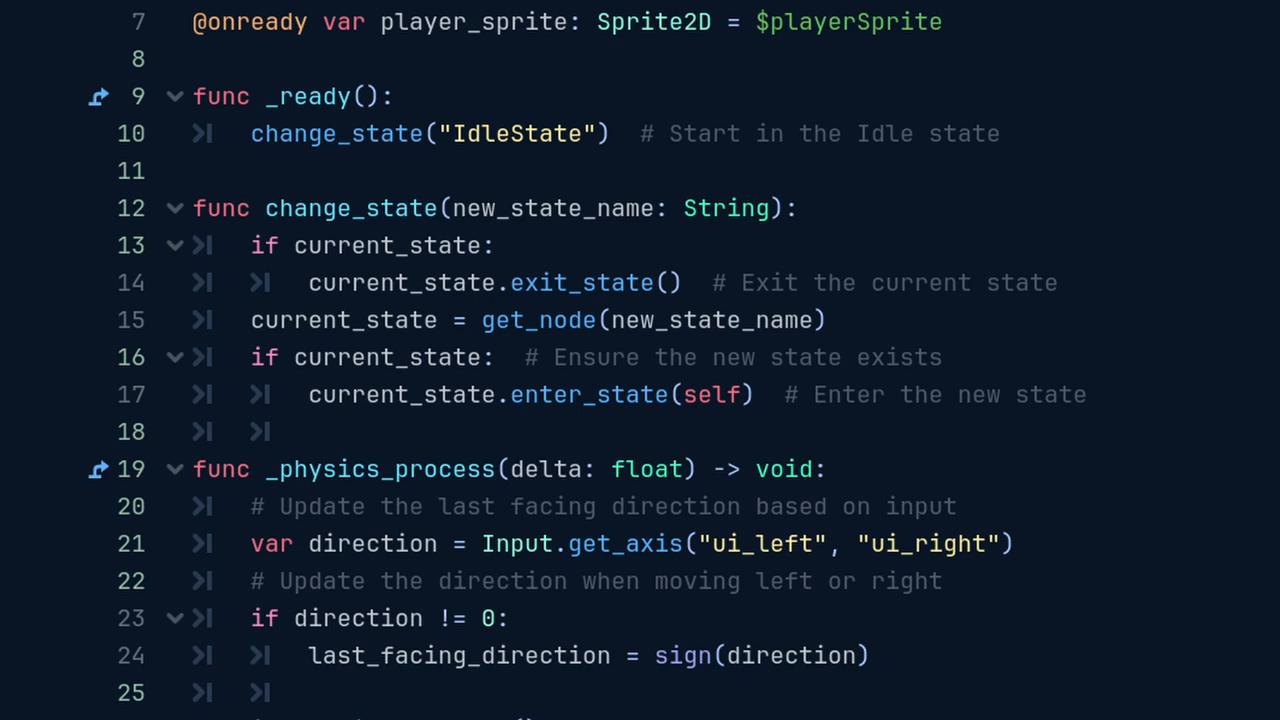 7 @onready var player_sprite: Sprite2D = $playerSprite
8
9 func _ready():
10 change_state("IdleState")  # Start in the Idle state
11
12 func change_state(new_state_name: String):
13 if current_state:
14 current_state.exit_state()  # Exit the current state
15 current_state = get_node(new_state_name)
16 if current_state:  # Ensure the new state exists
17 current_state.enter_state(self)  # Enter the new state
18
19 func _physics_process(delta: float) -> void:
20 # Update the last facing direction based on input
21 var direction = Input.get_axis("ui_left", "ui_right")
22 # Update the direction when moving left or right
23 if direction != 0:
24 last_facing_direction = sign(direction)
25